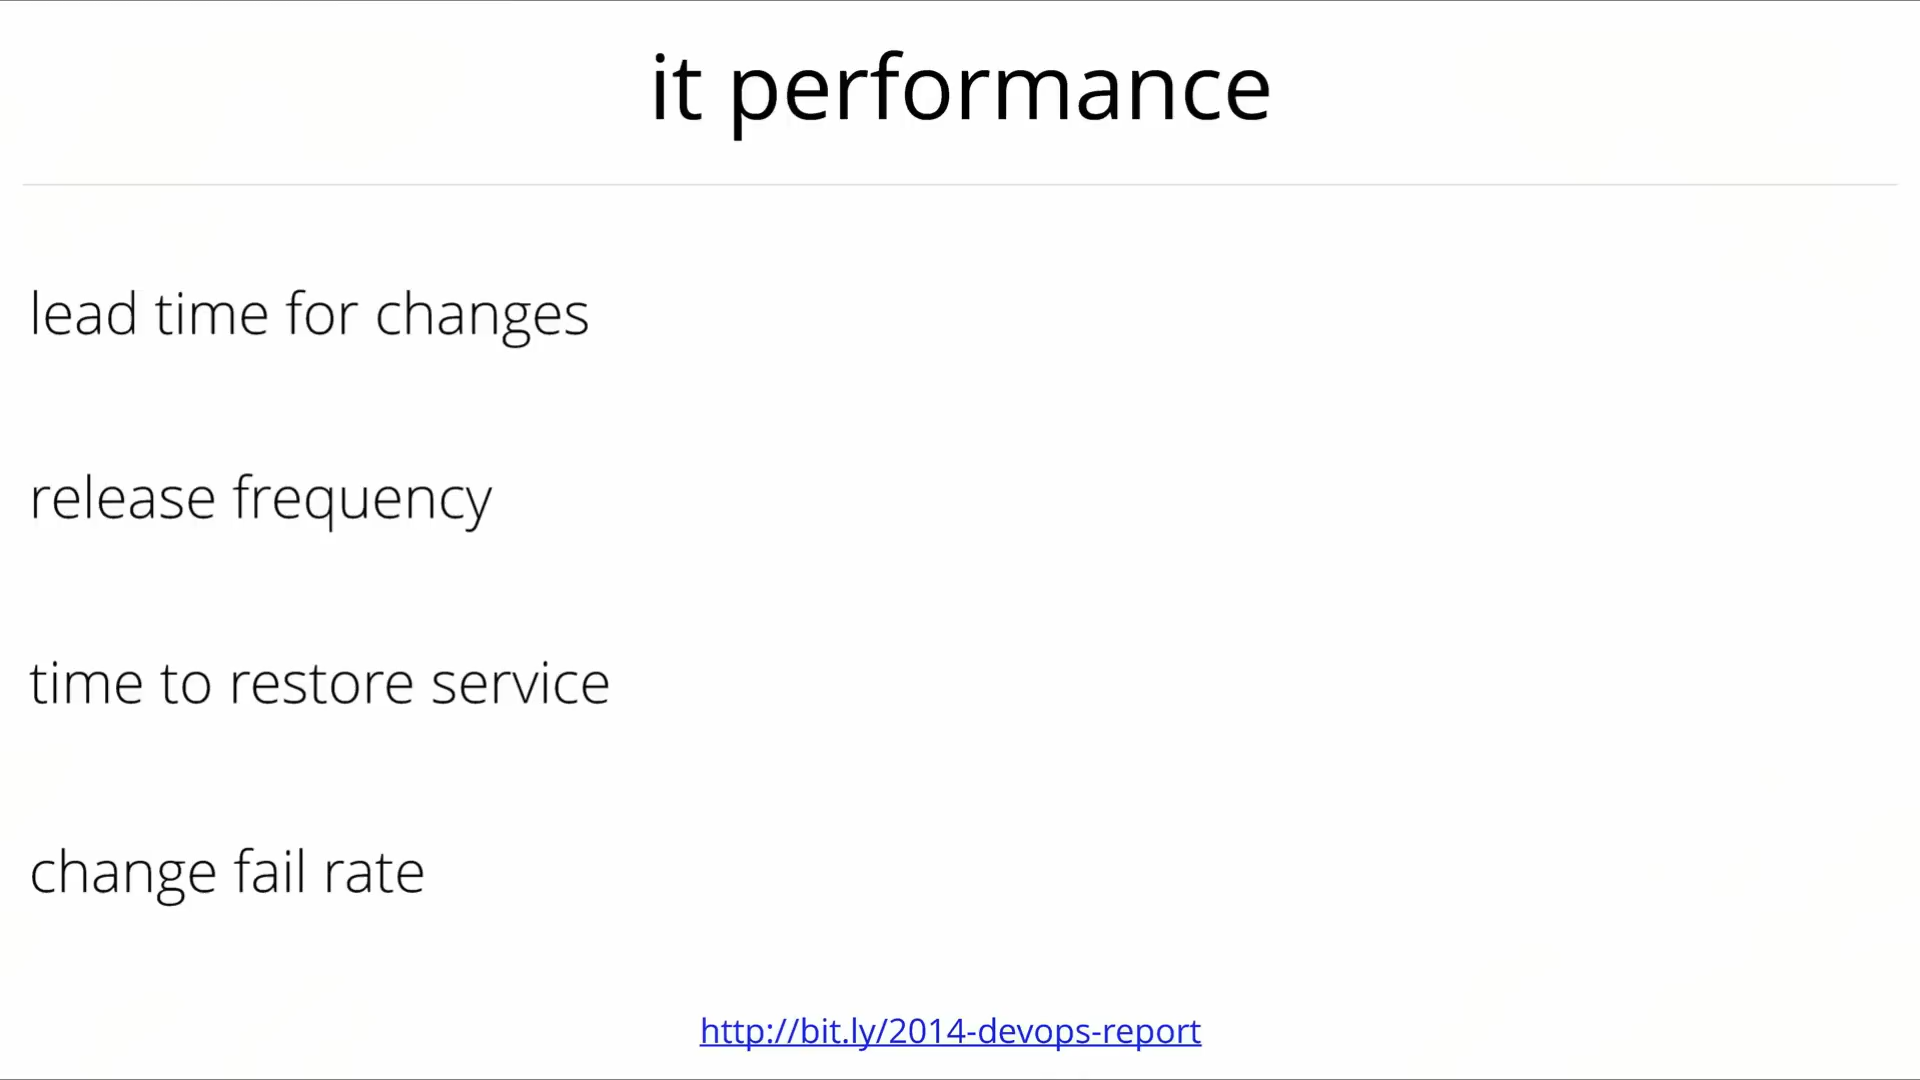 it performance
lead time for changes
release frequency
time to restore service
change fail rate
http://bit.ly/2014-devops-report